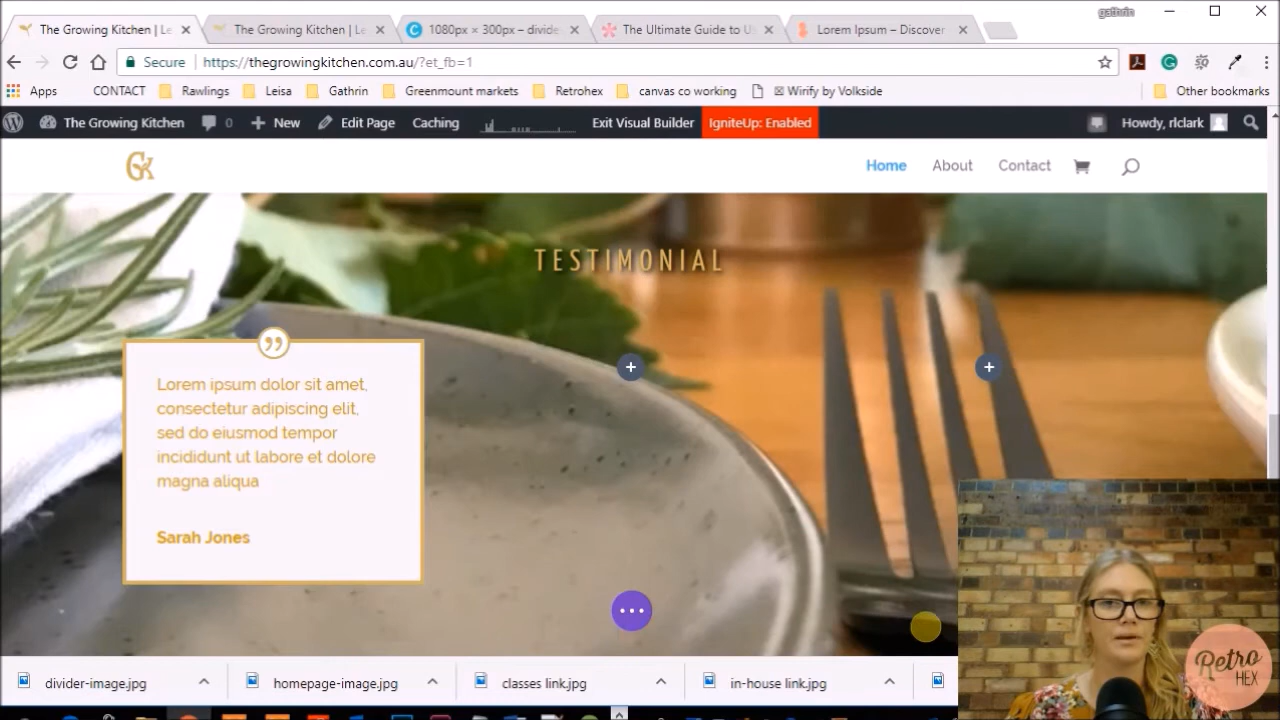 gathrin
The Growing Kitchen | Le
The Growing Kitchen | Le
1080px × 300px – divide
The Ultimate Guide to U
Lorem Ipsum – Discover
Secure
https://thegrowingkitchen.com.au/?et_fb=1
Apps
CONTACT
Rawlings
Leisa
Gathrin
Greenmount markets
Retrohex
canvas co working
Wirify by Volkside
Other bookmarks
The Growing Kitchen
0
New
Edit Page
Caching
Exit Visual Builder
IgniteUp: Enabled
Howdy, rlclark
GK
Home
About
Contact
TESTIMONIAL
Lorem ipsum dolor sit amet,
consectetur adipiscing elit,
sed do eiusmod tempor
incididunt ut labore et dolore
magna aliqua
Sarah Jones
divider-image.jpg
homepage-image.jpg
classes link.jpg
in-house link.jpg
Retro
HEX